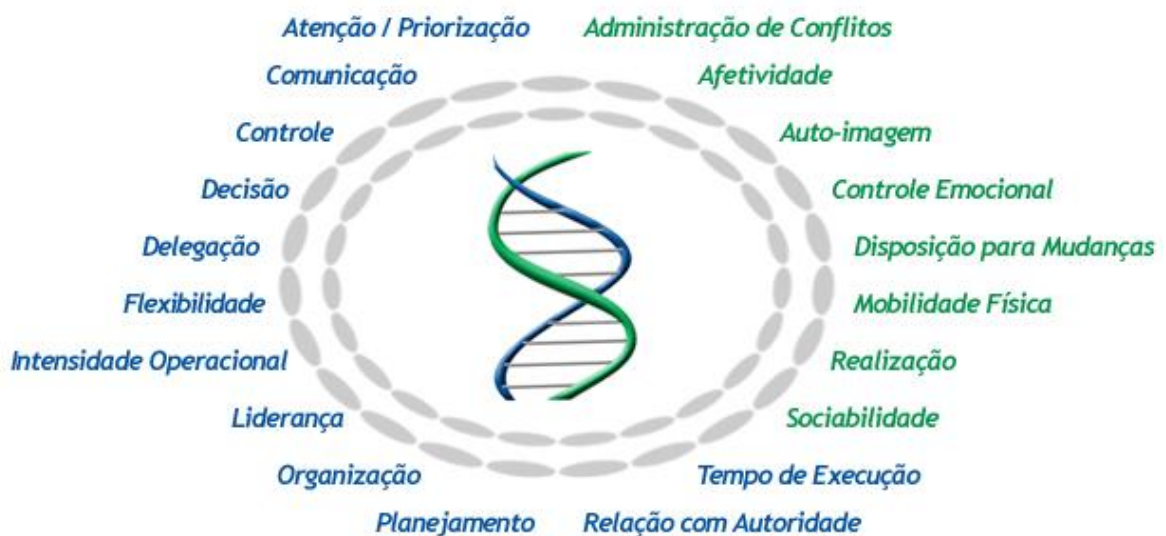 Atenção / Priorização
Administração de Conflitos
Comunicação
Afetividade
Controle
Auto-imagem
Decisão
Controle Emocional
Delegação
Disposição para Mudanças
Flexibilidade
Mobilidade Física
Intensidade Operacional
Realização
Liderança
Sociabilidade
Organização
Tempo de Execução
Planejamento
Relação com Autoridade